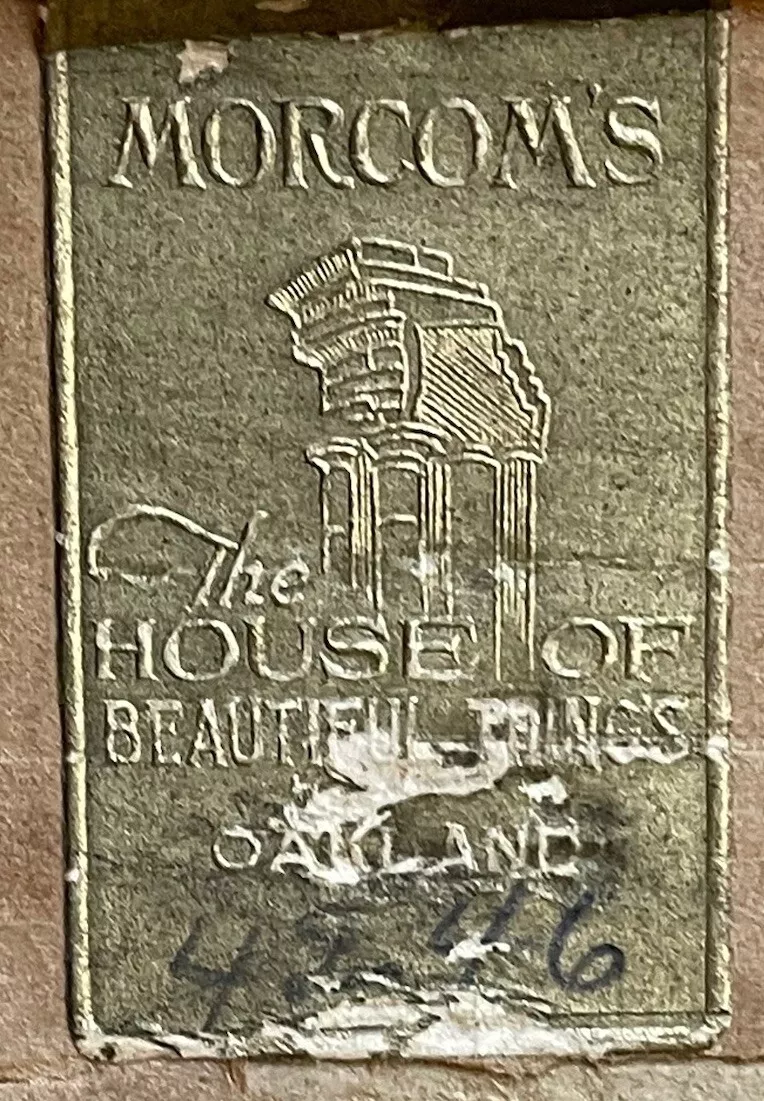 MORCOM'S
The
HOUSE OF
BEAUTIFUL THINGS
OAKLAND